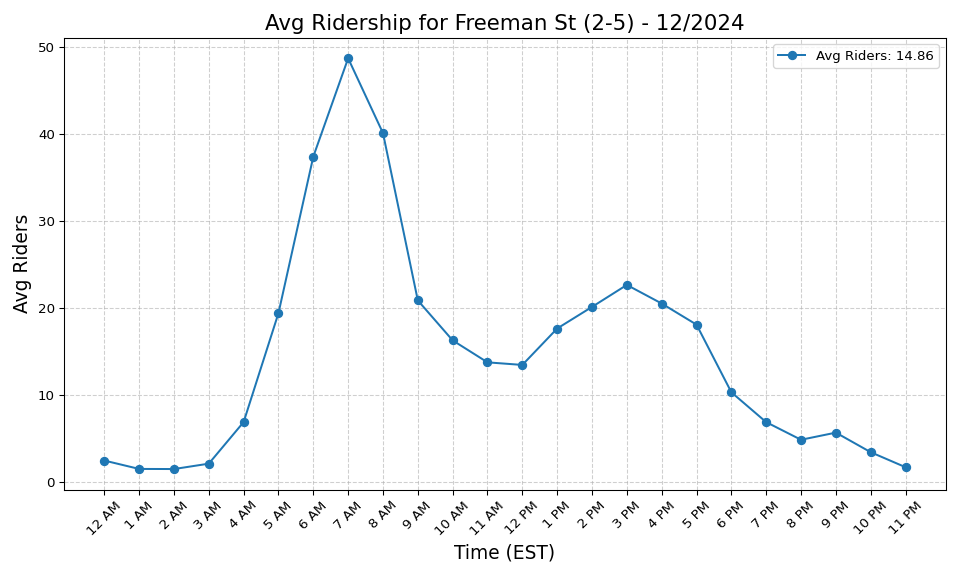 Avg Ridership for Freeman St (2-5) - 12/2024
Avg Riders: 14.86
Avg Riders
50
40
30
20
10
0
12 AM
1 AM
2 AM
3 AM
4 AM
5 AM
6 AM
7 AM
8 AM
9 AM
10 AM
11 AM
12 PM
1 PM
2 PM
3 PM
4 PM
5 PM
6 PM
7 PM
8 PM
9 PM
10 PM
11 PM
Time (EST)